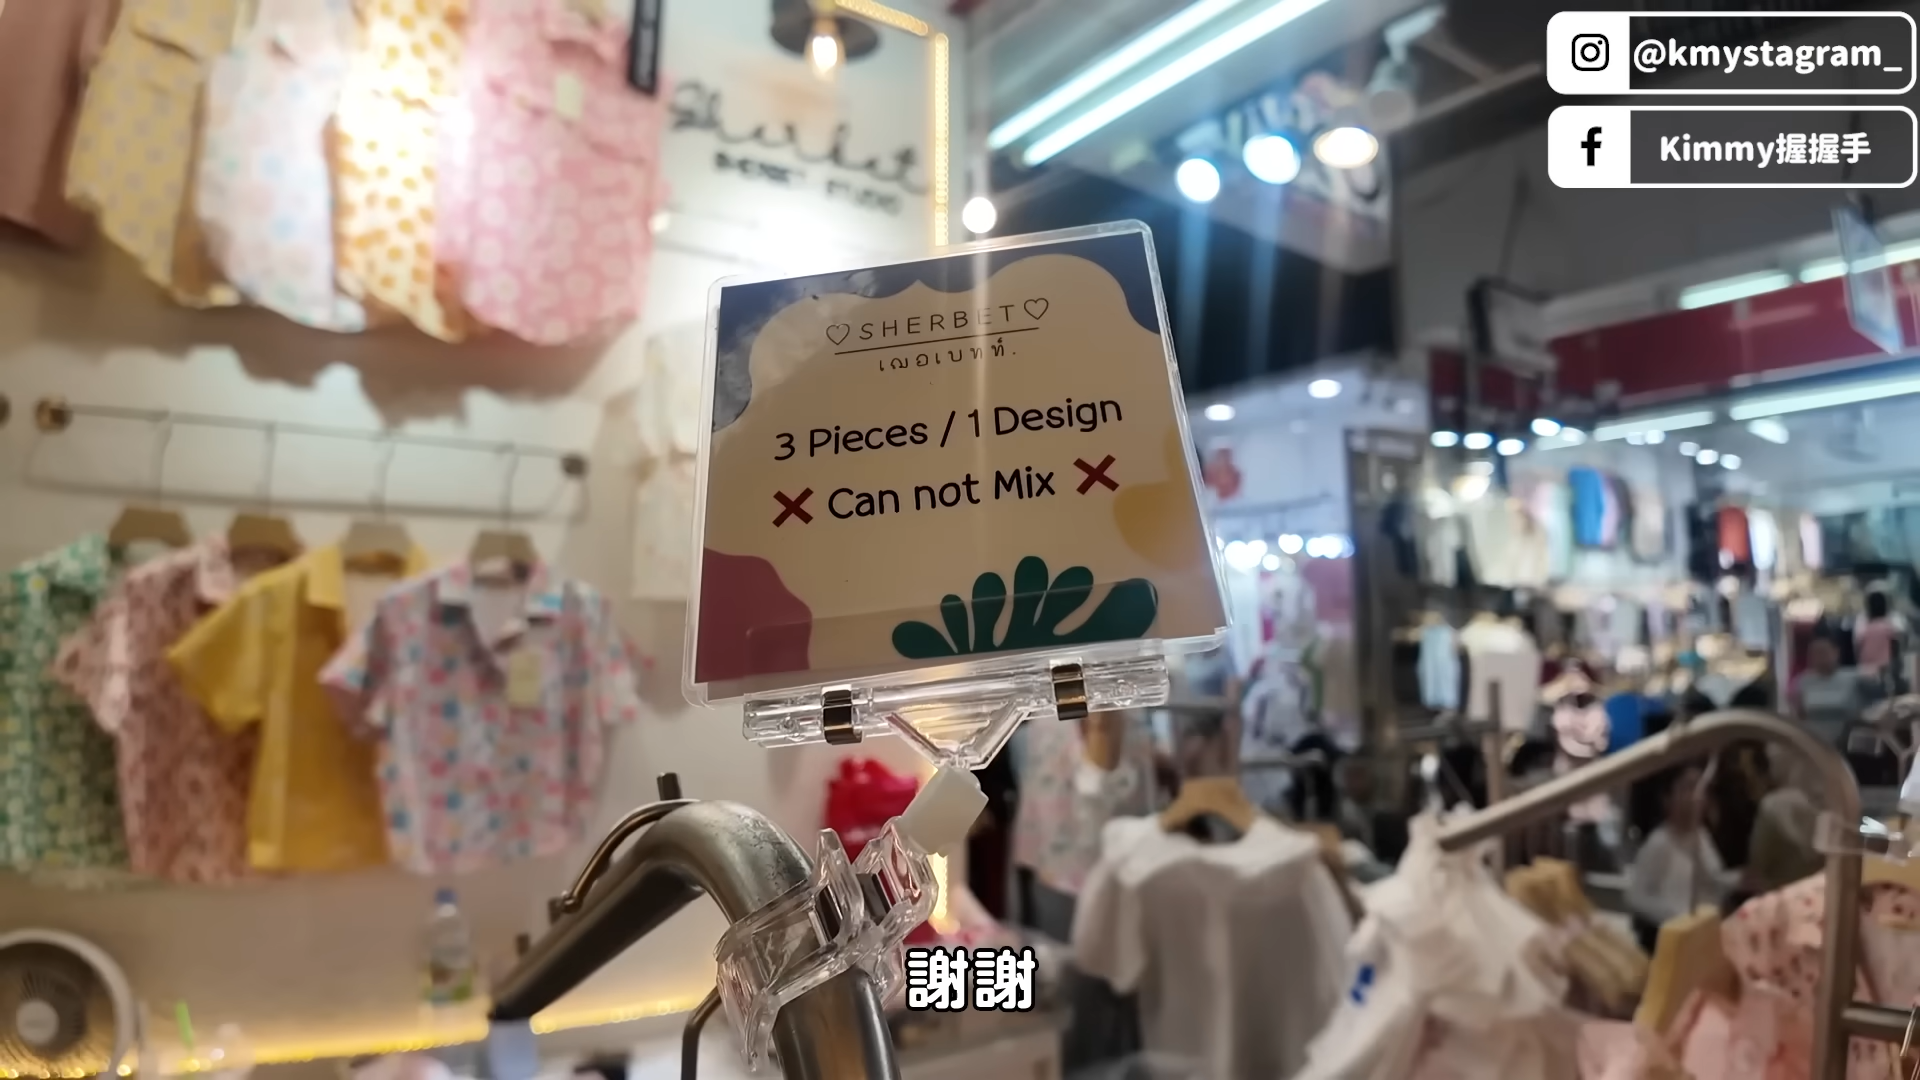 @kmystagram_
Kimmy握握手
Sherbet
♡SHERBET♡
เฌอเบทท์.
3 Pieces / 1 Design
❌ Can not Mix ❌
謝謝